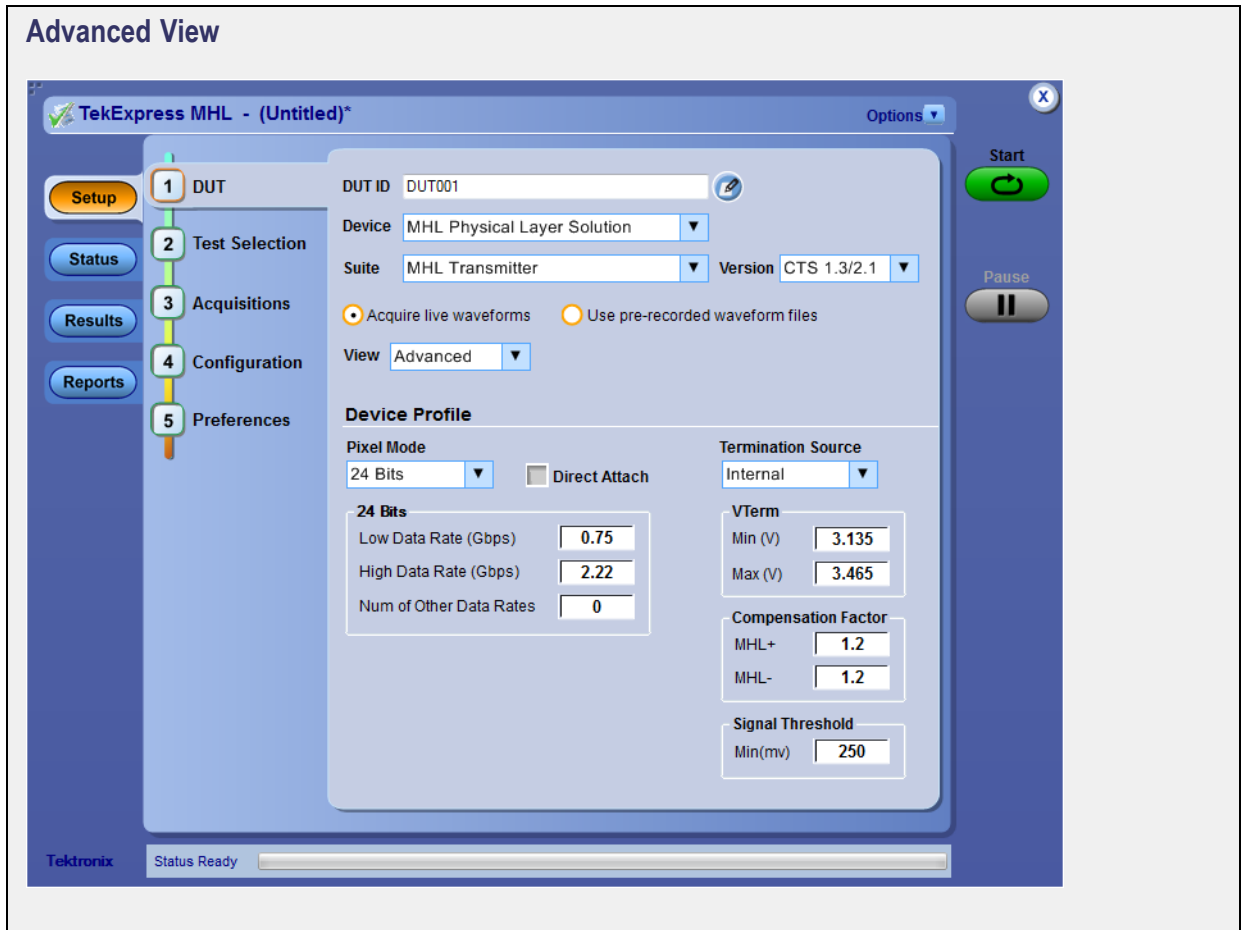 Advanced View
TekExpress MHL - (Untitled)*
Options
X
Start
Pause
Setup
Status
Results
Reports
1 DUT
2 Test Selection
3 Acquisitions
4 Configuration
5 Preferences
DUT ID DUT001
Device MHL Physical Layer Solution
Suite MHL Transmitter Version CTS 1.3/2.1
Acquire live waveforms Use pre-recorded waveform files
View Advanced
Device Profile
Pixel Mode
24 Bits
Direct Attach
24 Bits
Low Data Rate (Gbps) 0.75
High Data Rate (Gbps) 2.22
Num of Other Data Rates 0
Termination Source
Internal
VTerm
Min (V) 3.135
Max (V) 3.465
Compensation Factor
MHL+ 1.2
MHL- 1.2
Signal Threshold
Min(mv) 250
Tektronix
Status Ready